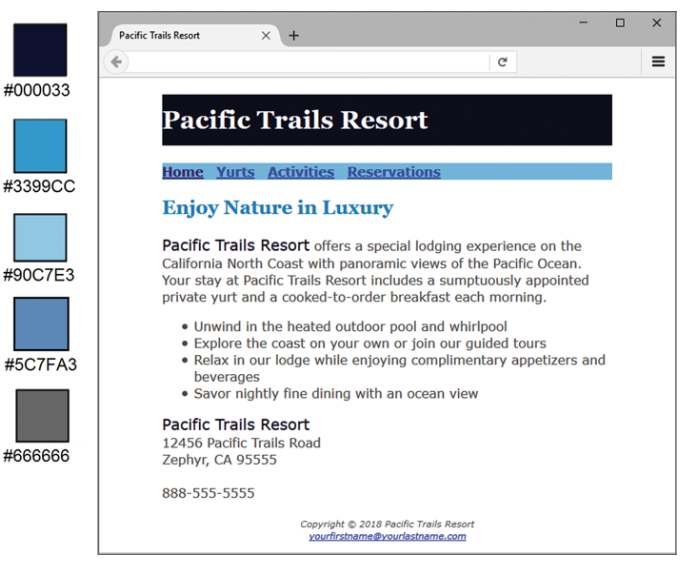 Pacific Trails Resort
#000033
Pacific Trails Resort
Home Yurts Activities Reservations
#3399CC
Enjoy Nature in Luxury
Pacific Trails Resort offers a special lodging experience on the
California North Coast with panoramic views of the Pacific Ocean.
#90C7E3
Your stay at Pacific Trails Resort includes a sumptuously appointed
private yurt and a cooked-to-order breakfast each morning.
• Unwind in the heated outdoor pool and whirlpool
• Explore the coast on your own or join our guided tours
• Relax in our lodge while enjoying complimentary appetizers and
beverages
#5C7FA3
• Savor nightly fine dining with an ocean view
Pacific Trails Resort
12456 Pacific Trails Road
#666666
Zephyr, CA 95555
888-555-5555
Copyright © 2018 Pacific Trails Resort
yourfirstname@yourlastname.com